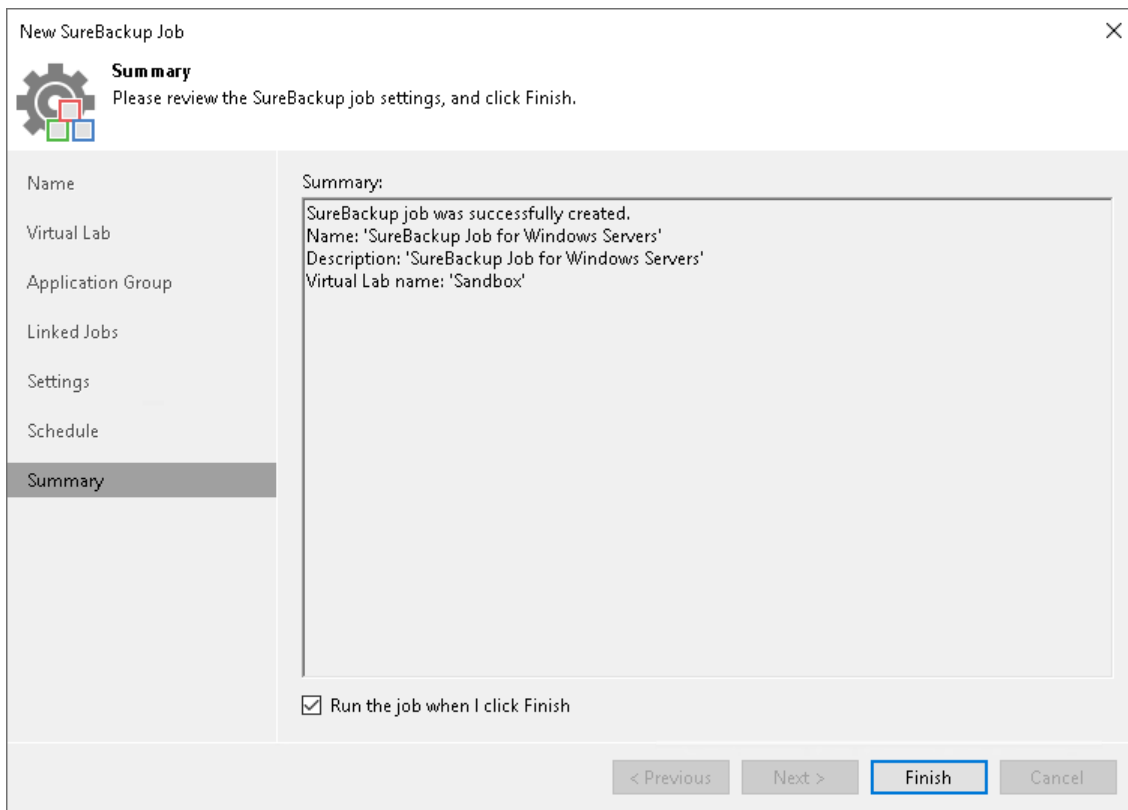 New SureBackup Job
Summary
Please review the SureBackup job settings, and click Finish.
Name
Virtual Lab
Application Group
Linked Jobs
Settings
Schedule
Summary
Summary:
SureBackup job was successfully created.
Name: 'SureBackup Job for Windows Servers'
Description: 'SureBackup Job for Windows Servers'
Virtual Lab name: 'Sandbox'
Run the job when I click Finish
< Previous
Next >
Finish
Cancel